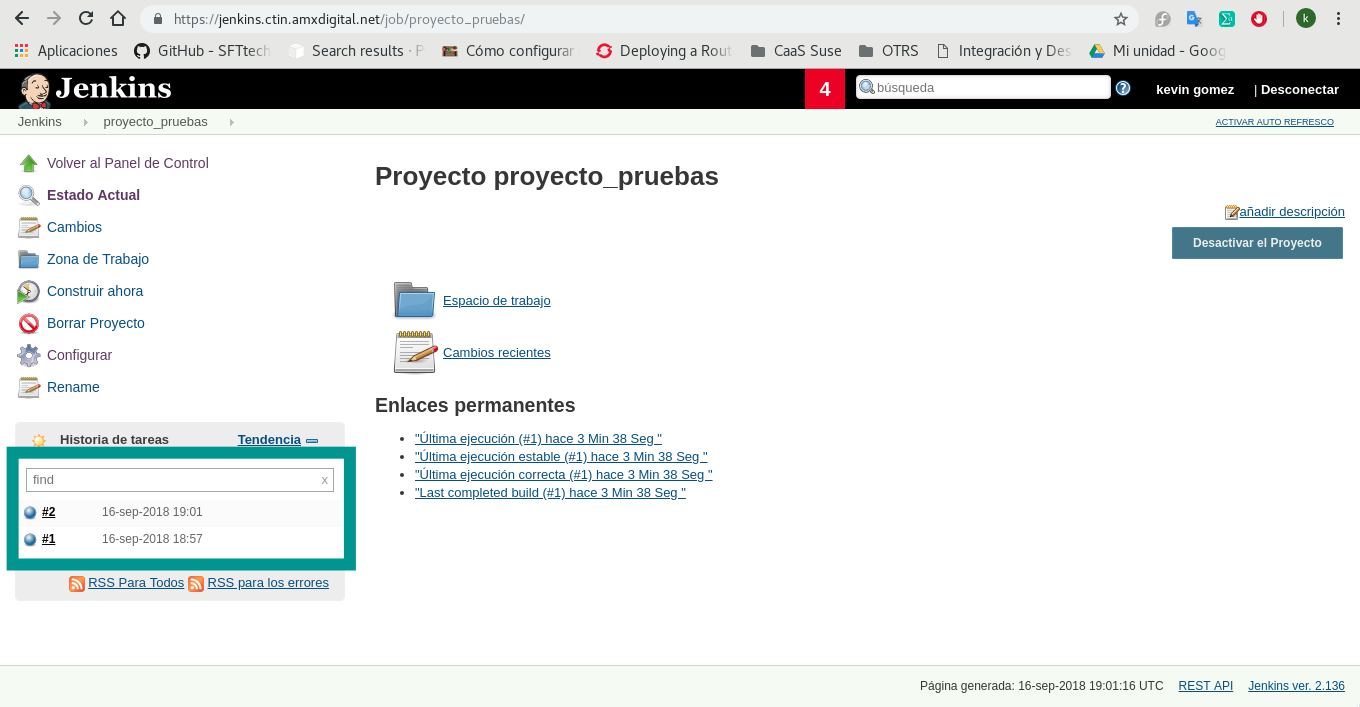 https://jenkins.ctin.amxdigital.net/job/proyecto_pruebas/
k
Aplicaciones GitHub - SFTtech Search results · P Cómo configurar Deploying a Rout CaaS Suse OTRS Integración y Des Mi unidad - Goog
Jenkins 4 búsqueda kevin gomez | Desconectar
Jenkins proyecto_pruebas ACTIVAR AUTO REFRESCO
Volver al Panel de Control
Estado Actual
Cambios
Zona de Trabajo
Construir ahora
Borrar Proyecto
Configurar
Rename
Historia de tareas Tendencia
find x
#2 16-sep-2018 19:01
#1 16-sep-2018 18:57
RSS Para Todos RSS para los errores
Proyecto proyecto_pruebas
añadir descripción
Desactivar el Proyecto
Espacio de trabajo
Cambios recientes
Enlaces permanentes
"Última ejecución (#1) hace 3 Min 38 Seg "
"Última ejecución estable (#1) hace 3 Min 38 Seg "
"Última ejecución correcta (#1) hace 3 Min 38 Seg "
"Last completed build (#1) hace 3 Min 38 Seg "
Página generada: 16-sep-2018 19:01:16 UTC REST API Jenkins ver. 2.136